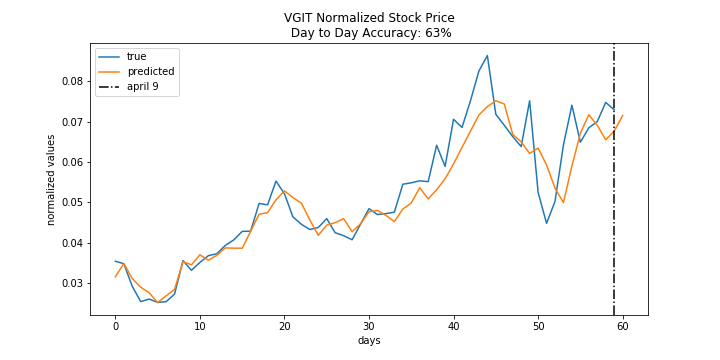 VGIT Normalized Stock Price
Day to Day Accuracy: 63%
true
predicted
april 9
normalized values
0.08
0.07
0.06
0.05
0.04
0.03
0
10
20
30
40
50
60
days